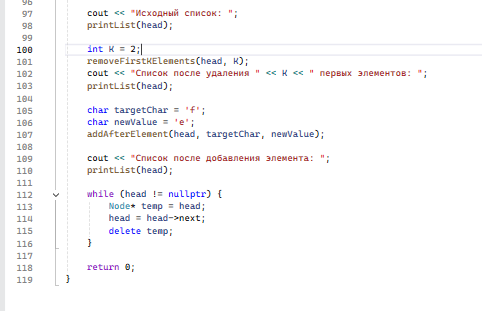 96
97 cout << "Исходный список: ";
98 printList(head);
99
100 int K = 2;
101 removeFirstKElements(head, K);
102 cout << "Список после удаления " << K << " первых элементов: ";
103 printList(head);
104
105 char targetChar = 'f';
106 char newValue = 'e';
107 addAfterElement(head, targetChar, newValue);
108
109 cout << "Список после добавления элемента: ";
110 printList(head);
111
112 while (head != nullptr) {
113 Node* temp = head;
114 head = head->next;
115 delete temp;
116 }
117
118 return 0;
119 }